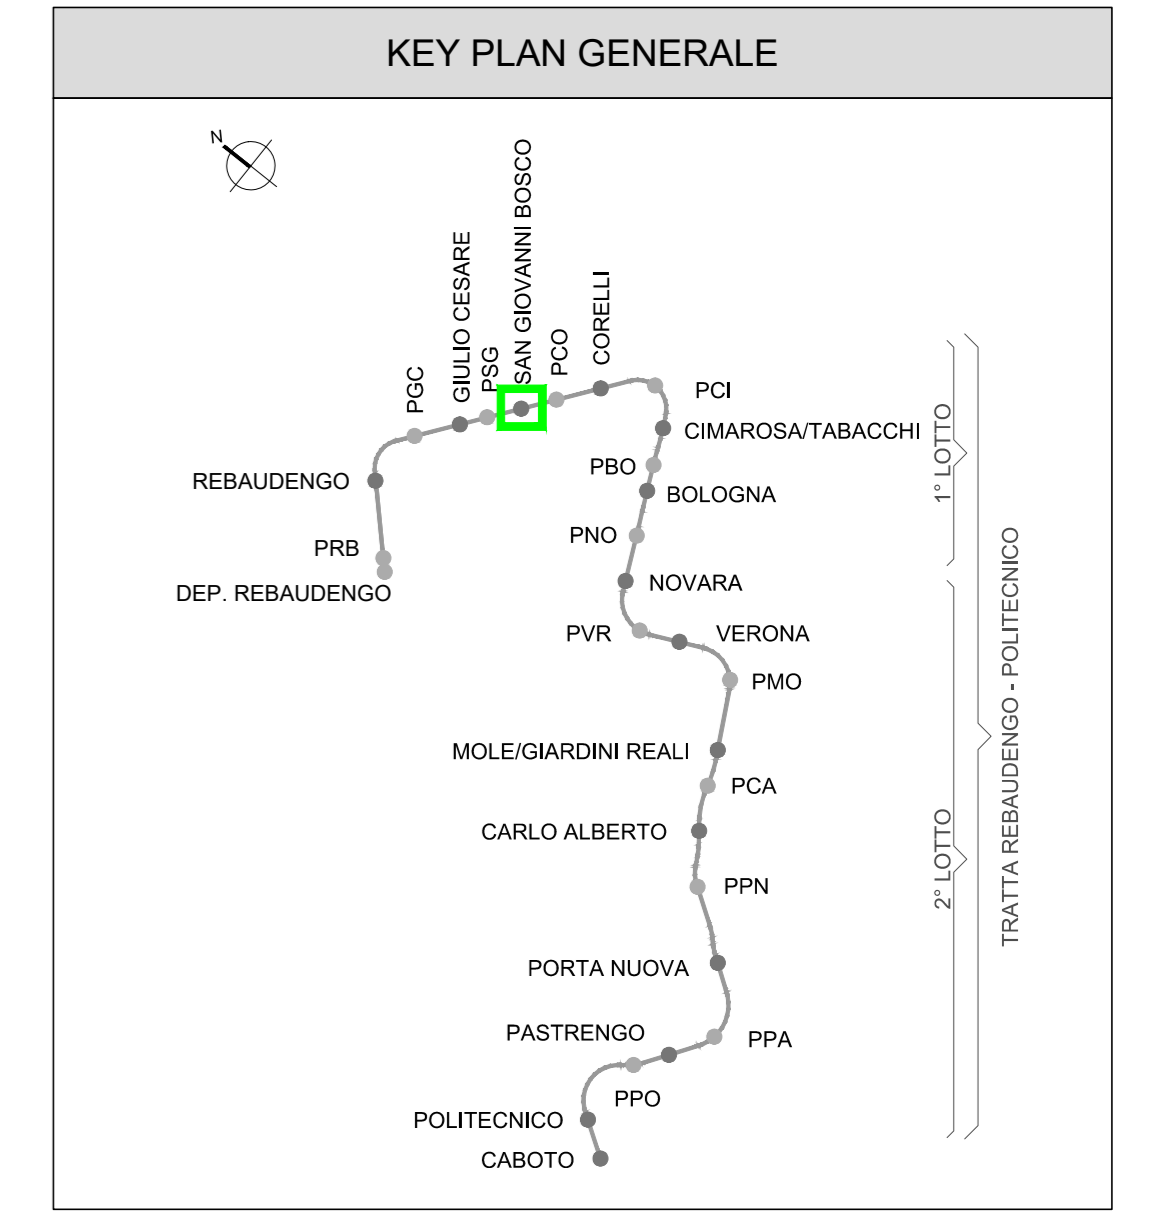 KEY PLAN GENERALE
N
PGC
GIULIO CESARE
PSG
SAN GIOVANNI BOSCO
PCO
CORELLI
PCI
CIMAROSA/TABACCHI
REBAUDENGO
PBO
BOLOGNA
PRB
PNO
DEP. REBAUDENGO
NOVARA
PVR
VERONA
PMO
MOLE/GIARDINI REALI
PCA
CARLO ALBERTO
PPN
PORTA NUOVA
PASTRENGO
PPA
PPO
POLITECNICO
CABOTO
1° LOTTO
2° LOTTO
TRATTA REBAUDENGO - POLITECNICO